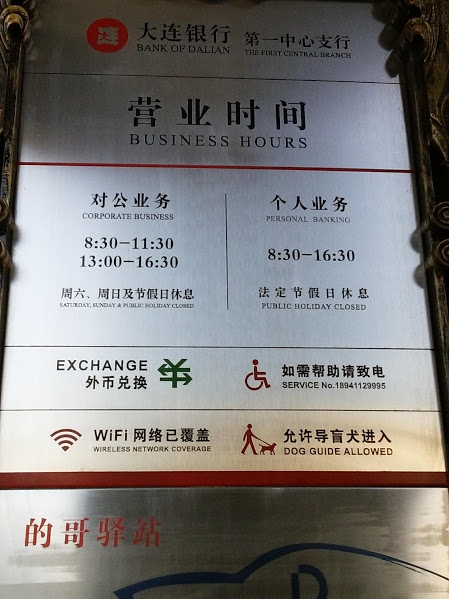 大连银行 第一中心支行
BANK OF DALIAN THE FIRST CENTRAL BRANCH
营业时间
BUSINESS HOURS
对公业务
CORPORATE BUSINESS
8:30-11:30
13:00-16:30
周六、周日及节假日休息
SATURDAY, SUNDAY & PUBLIC HOLIDAY CLOSED
个人业务
PERSONAL BANKING
8:30-16:30
法定节假日休息
PUBLIC HOLIDAY CLOSED
EXCHANGE
外币兑换
如需帮助请致电
SERVICE No.18941129995
WiFi 网络已覆盖
WIRELESS NETWORK COVERAGE
允许导盲犬进入
DOG GUIDE ALLOWED
的哥驿站